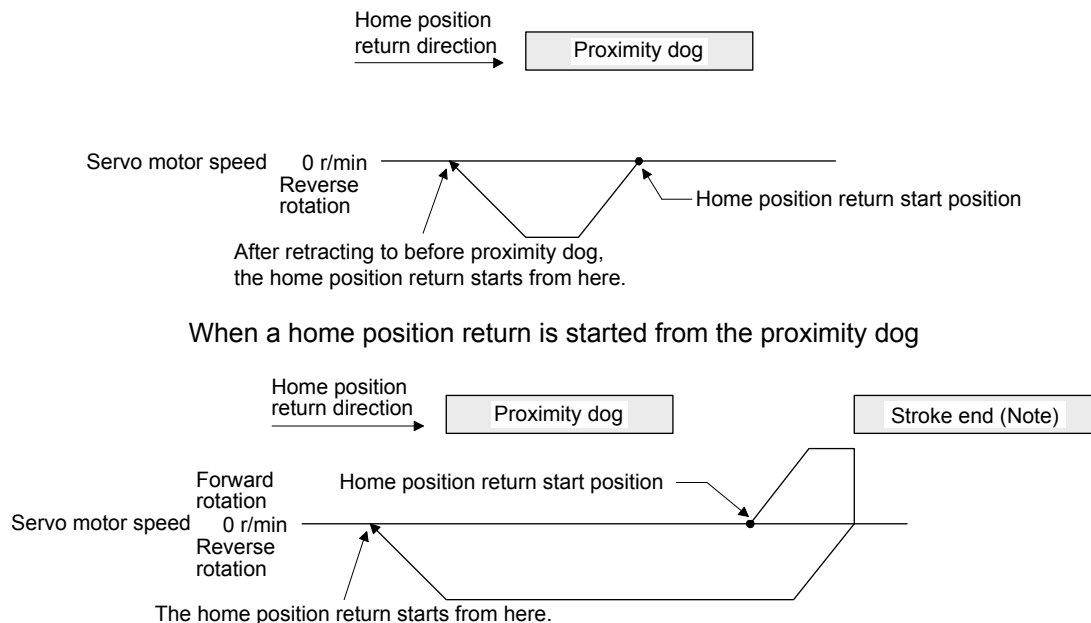 Home position
return direction
Proximity dog
Servo motor speed
0 r/min
Reverse
rotation
Home position return start position
After retracting to before proximity dog,
the home position return starts from here.
When a home position return is started from the proximity dog
Home position
return direction
Proximity dog
Stroke end (Note)
Forward
rotation
Home position return start position
Servo motor speed
0 r/min
Reverse
rotation
The home position return starts from here.